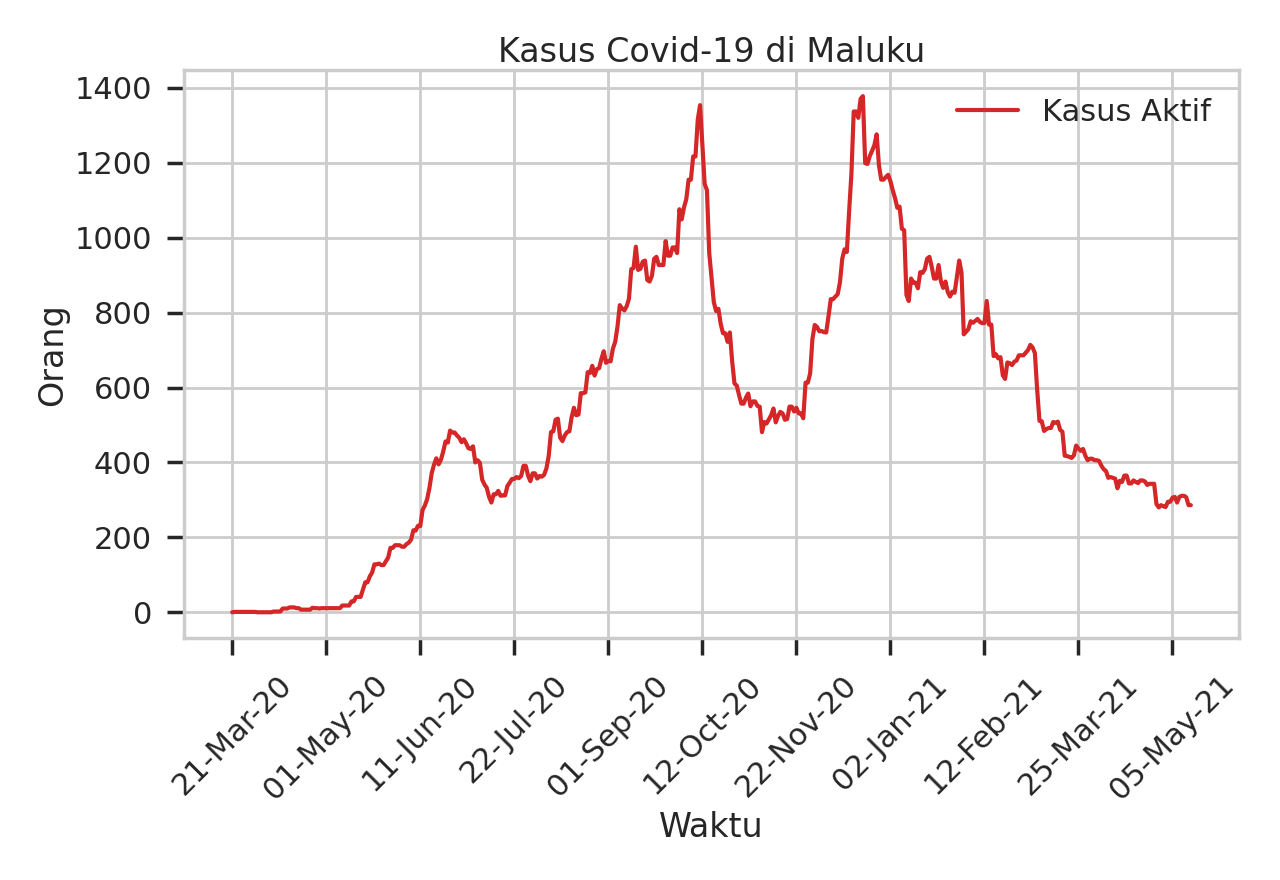 Kasus Covid-19 di Maluku
Kasus Aktif
Orang
1400
1200
1000
800
600
400
200
0
21-Mar-20
01-May-20
11-Jun-20
22-Jul-20
01-Sep-20
12-Oct-20
22-Nov-20
02-Jan-21
12-Feb-21
25-Mar-21
05-May-21
Waktu